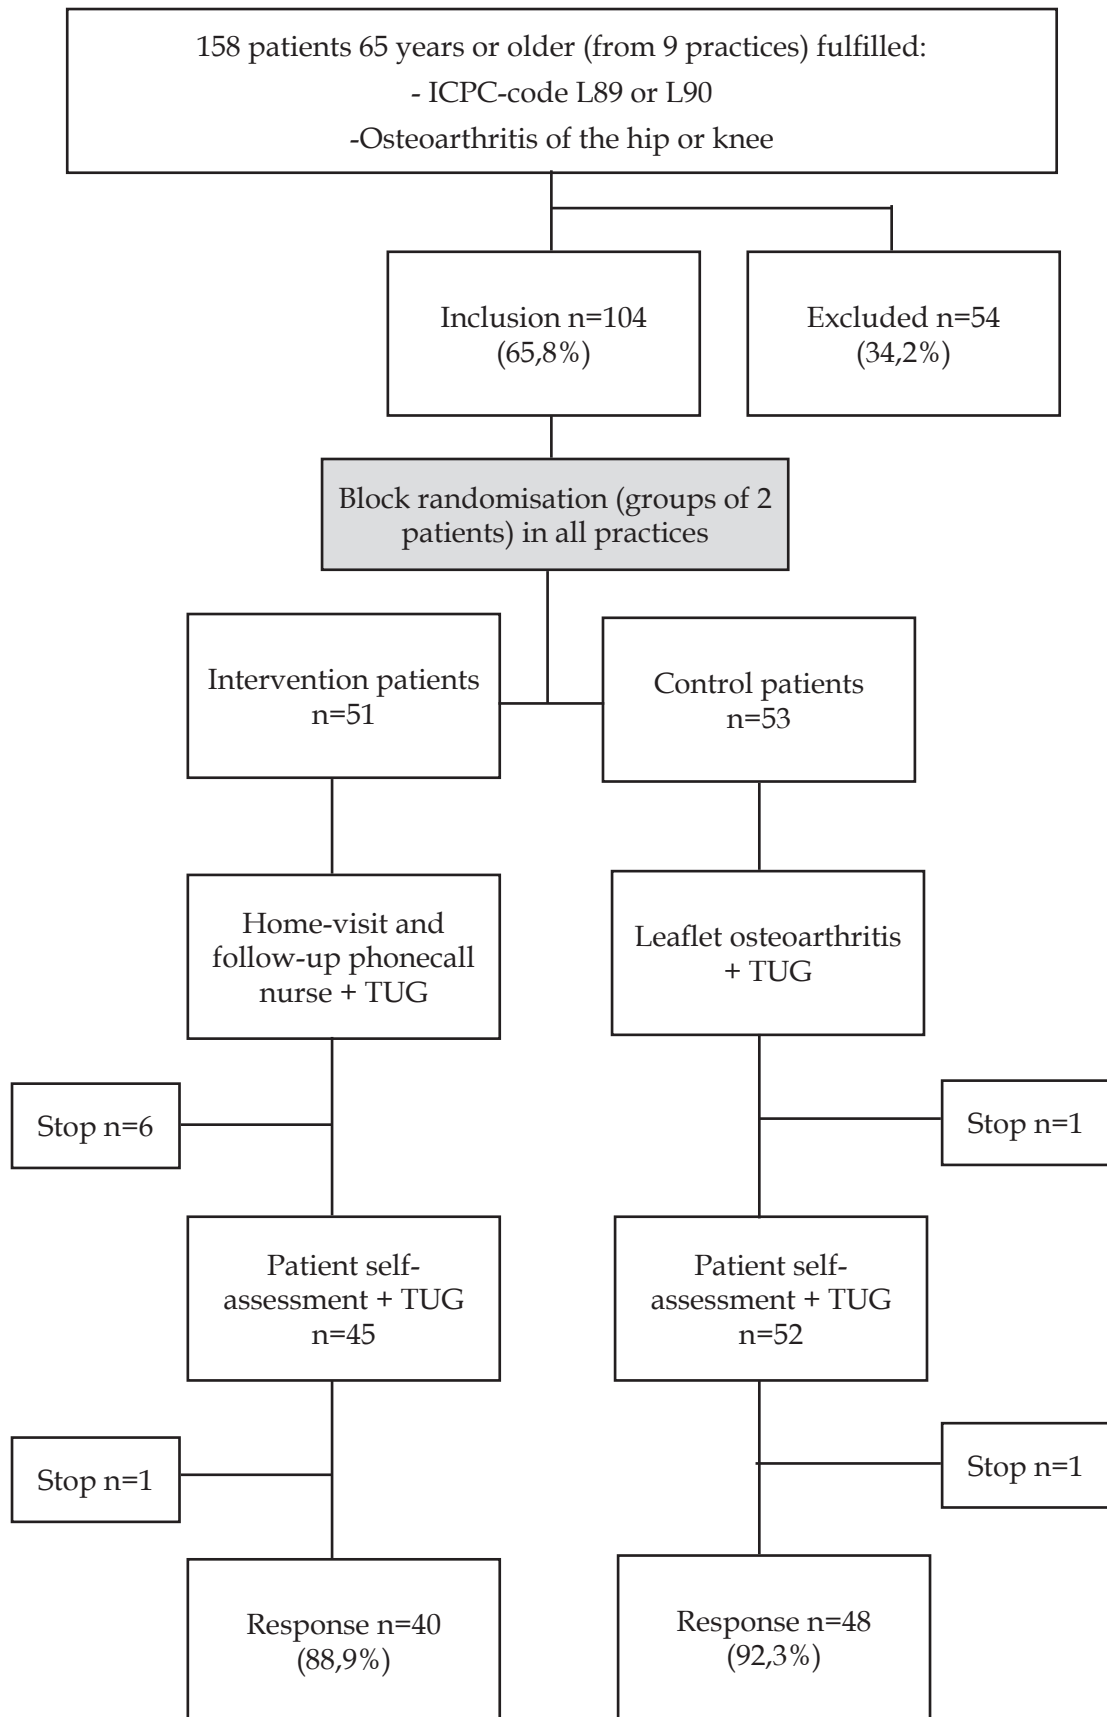 158 patients 65 years or older (from 9 practices) fulfilled:
- ICPC-code L89 or L90
-Osteoarthritis of the hip or knee
Inclusion n=104
(65,8%)
Excluded n=54
(34,2%)
Block randomisation (groups of 2
patients) in all practices
Intervention patients
n=51
Control patients
n=53
Home-visit and
follow-up phonecall
nurse + TUG
Leaflet osteoarthritis
+ TUG
Stop n=6
Stop n=1
Patient self-
assessment + TUG
n=45
Patient self-
assessment + TUG
n=52
Stop n=1
Stop n=1
Response n=40
(88,9%)
Response n=48
(92,3%)